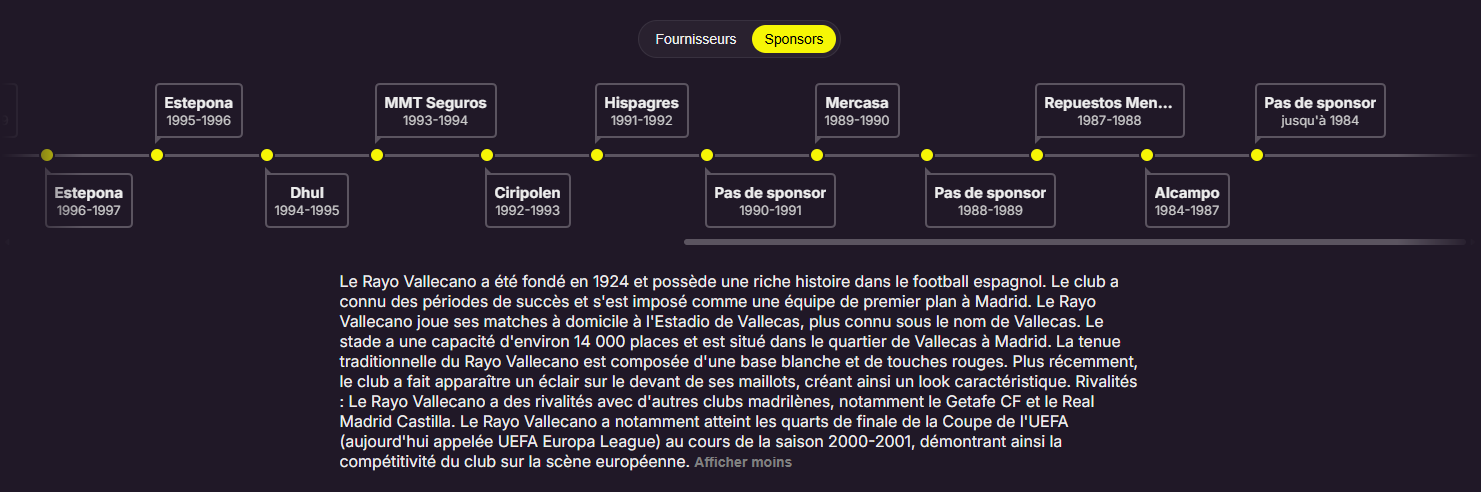 Fournisseurs
Sponsors
Estepona
1995-1996
MMT Seguros
1993-1994
Hispagres
1991-1992
Mercasa
1989-1990
Repuestos Men...
1987-1988
Pas de sponsor
jusqu'à 1984
Estepona
1996-1997
Dhul
1994-1995
Ciripolen
1992-1993
Pas de sponsor
1990-1991
Pas de sponsor
1988-1989
Alcampo
1984-1987
Le Rayo Vallecano a été fondé en 1924 et possède une riche histoire dans le football espagnol. Le club a
connu des périodes de succès et s'est imposé comme une équipe de premier plan à Madrid. Le Rayo
Vallecano joue ses matches à domicile à l'Estadio de Vallecas, plus connu sous le nom de Vallecas. Le
stade a une capacité d'environ 14 000 places et est situé dans le quartier de Vallecas à Madrid. La tenue
traditionnelle du Rayo Vallecano est composée d'une base blanche et de touches rouges. Plus récemment,
le club a fait apparaître un éclair sur le devant de ses maillots, créant ainsi un look caractéristique. Rivalités
: Le Rayo Vallecano a des rivalités avec d'autres clubs madrilènes, notamment le Getafe CF et le Real
Madrid Castilla. Le Rayo Vallecano a notamment atteint les quarts de finale de la Coupe de l'UEFA
(aujourd'hui appelée UEFA Europa League) au cours de la saison 2000-2001, démontrant ainsi la
compétitivité du club sur la scène européenne. Afficher moins